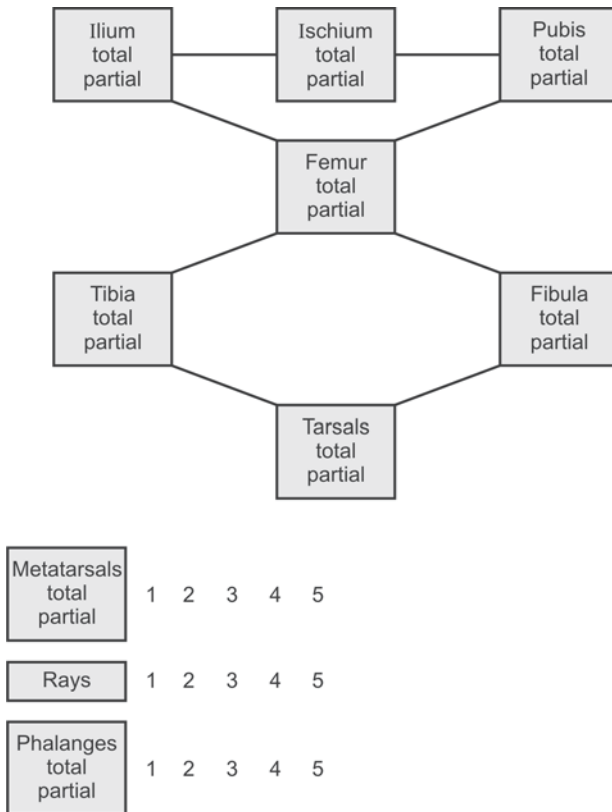 Ilium
total
partial
Ischium
total
partial
Pubis
total
partial
Femur
total
partial
Tibia
total
partial
Fibula
total
partial
Tarsals
total
partial
Metatarsals
total
partial
1 2 3 4 5
Rays 1 2 3 4 5
Phalanges
total
partial
1 2 3 4 5